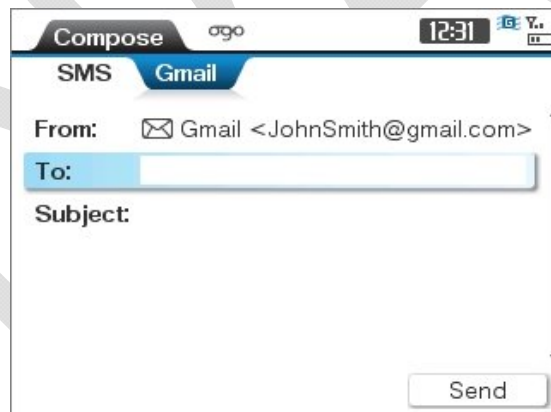 Compose ogo 12:31 G
SMS Gmail
From: Gmail <JohnSmith@gmail.com>
To:
Subject:
Send